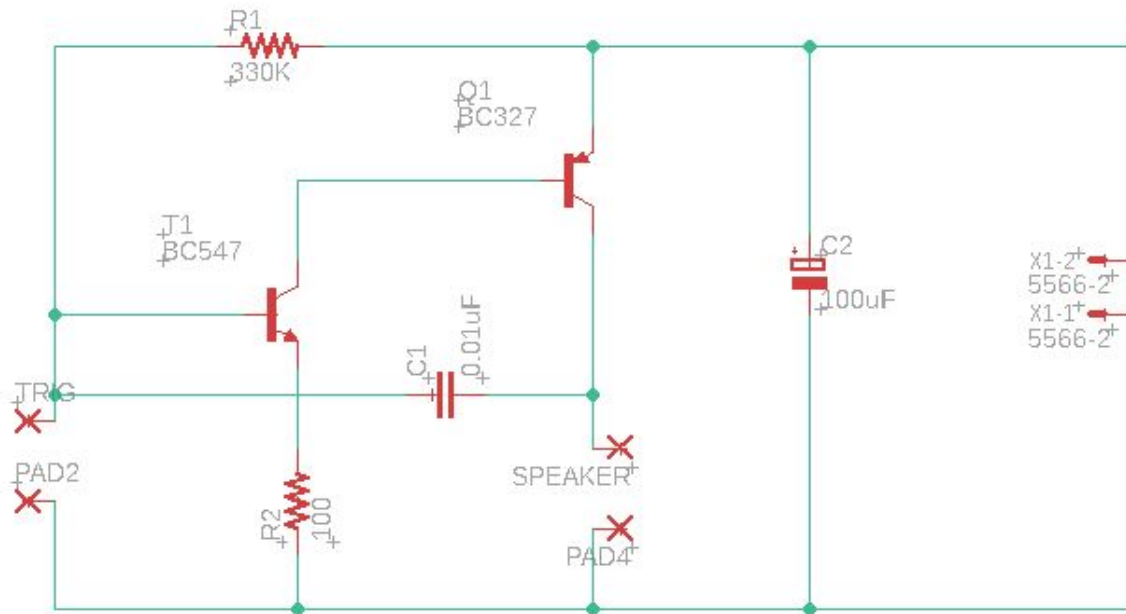 R1
330K
Q1
BC327
T1
BC547
C1
0.01uF
C2
100uF
X1-2
5566-2
X1-1
5566-2
TRIG
PAD2
R2
100
SPEAKER
PAD4